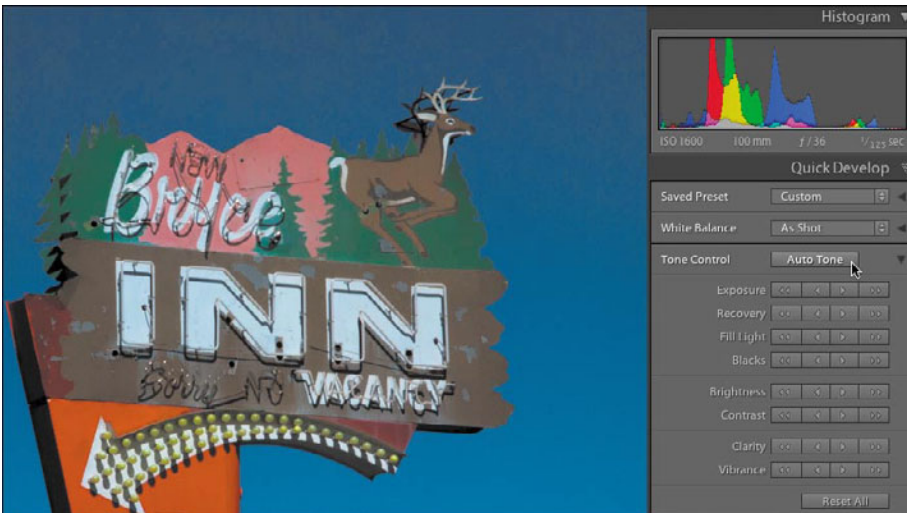 Histogram
ISO 1600 100 mm ƒ / 36 1/125 sec
Quick Develop
Saved Preset Custom
White Balance As Shot
Tone Control Auto Tone
Exposure
Recovery
Fill Light
Blacks
Brightness
Contrast
Clarity
Vibrance
Reset All
New
Bryce
INN
Sorry NO VACANCY